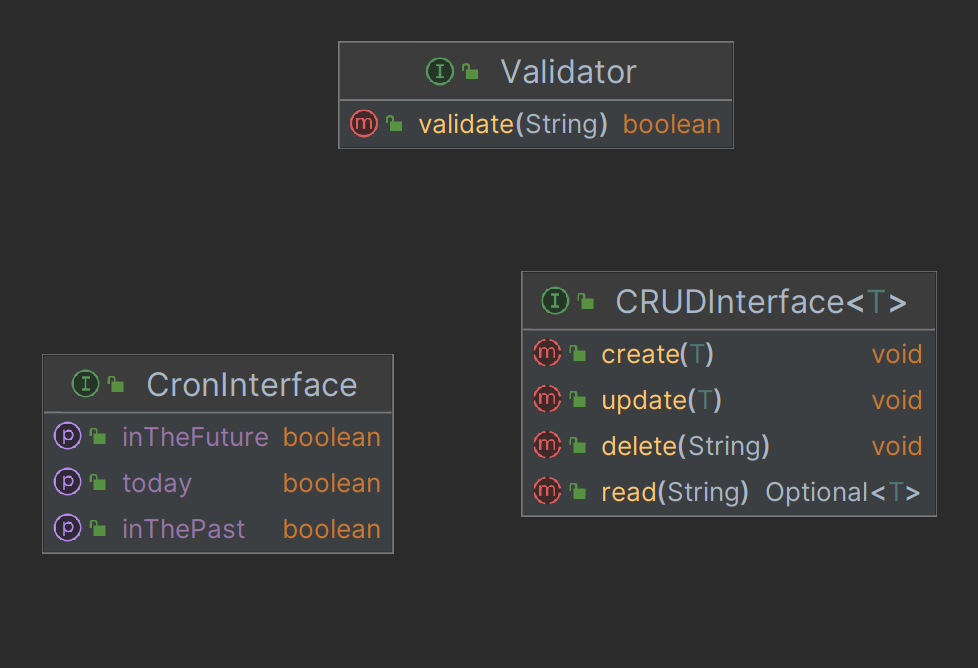 I Validator
m validate(String) boolean
I CRUDInterface<T>
m create(T) void
m update(T) void
m delete(String) void
m read(String) Optional<T>
I CronInterface
p inTheFuture boolean
p today boolean
p inThePast boolean